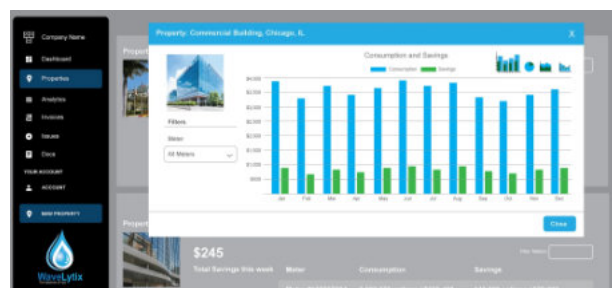 Company Name
Dashboard
Properties
Analytics
Invoices
Issues
Docs
YOUR ACCOUNT
ACCOUNT
NEW PROPERTY
WaveLytix
Property: Commercial Building, Chicago, IL.
X
Consumption and Savings
Consumption
Savings
Filters
Meter
All Meters
$4,000
$3,500
$3,000
$2,500
$2,000
$1,500
$1,000
$500
Jan
Feb
Mar
Apr
May
Jun
Jul
Aug
Sep
Oct
Nov
Dec
Close
$245
Total Savings this week
Meter
Consumption
Savings